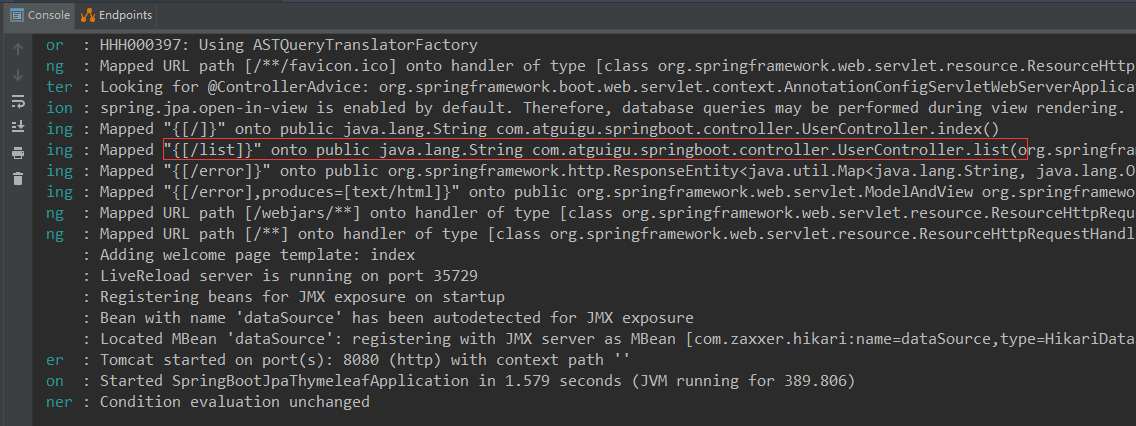 Console Endpoints
or : HHH000397: Using ASTQueryTranslatorFactory
ng : Mapped URL path [/**/favicon.ico] onto handler of type [class org.springframework.web.servlet.resource.ResourceHttp
ter : Looking for @ControllerAdvice: org.springframework.boot.web.servlet.context.AnnotationConfigServletWebServerApplica
ion : spring.jpa.open-in-view is enabled by default. Therefore, database queries may be performed during view rendering.
ing : Mapped "{[/]}" onto public java.lang.String com.atguigu.springboot.controller.UserController.index()
ing : Mapped "{[/list]}" onto public java.lang.String com.atguigu.springboot.controller.UserController.list(org.springfram
ing : Mapped "{[/error]}" onto public org.springframework.http.ResponseEntity<java.util.Map<java.lang.String, java.lang.O
ing : Mapped "{[/error],produces=[text/html]}" onto public org.springframework.web.servlet.ModelAndView org.springframewo
ng : Mapped URL path [/webjars/**] onto handler of type [class org.springframework.web.servlet.resource.ResourceHttpRequ
ng : Mapped URL path [/**] onto handler of type [class org.springframework.web.servlet.resource.ResourceHttpRequestHandl
: Adding welcome page template: index
: LiveReload server is running on port 35729
: Registering beans for JMX exposure on startup
: Bean with name 'dataSource' has been autodetected for JMX exposure
: Located MBean 'dataSource': registering with JMX server as MBean [com.zaxxer.hikari:name=dataSource,type=HikariData
er : Tomcat started on port(s): 8080 (http) with context path ''
on : Started SpringBootJpaThymeleafApplication in 1.579 seconds (JVM running for 389.806)
ner : Condition evaluation unchanged